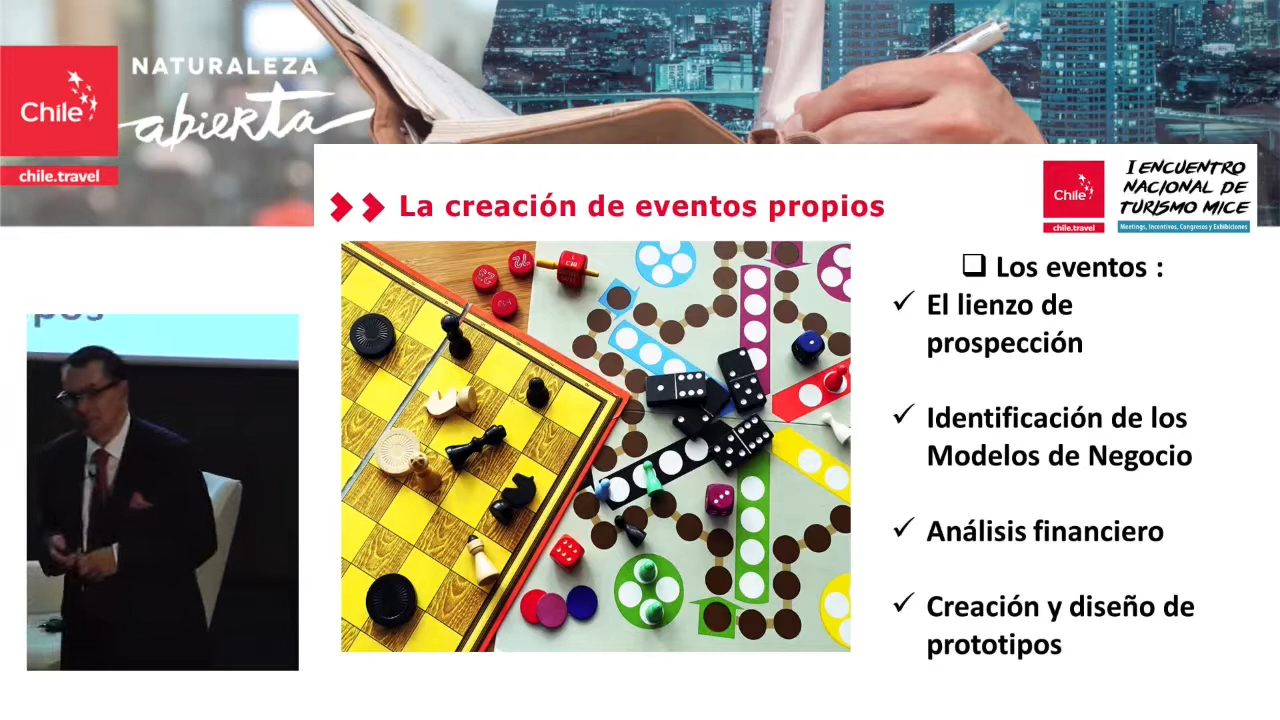 NATURALEZA
abierta
Chile
chile.travel
I ENCUENTRO
NACIONAL DE
TURISMO MICE
Meetings, Incentivos, Congresos y Exhibiciones
Chile
chile.travel
La creación de eventos propios
Los eventos :
El lienzo de
prospección
Identificación de los
Modelos de Negocio
Análisis financiero
Creación y diseño de
prototipos
pos